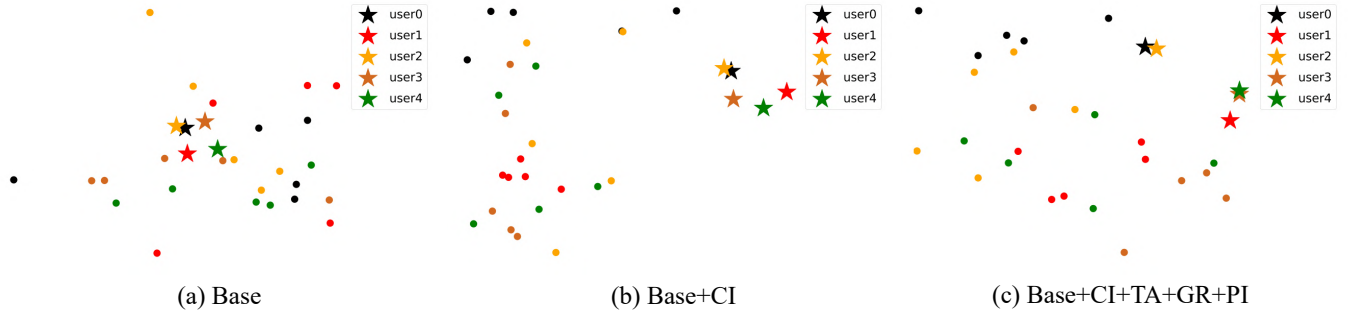 user0
user1
user2
user3
user4
user0
user1
user2
user3
user4
user0
user1
user2
user3
user4
(a) Base
(b) Base+CI
(c) Base+CI+TA+GR+PI